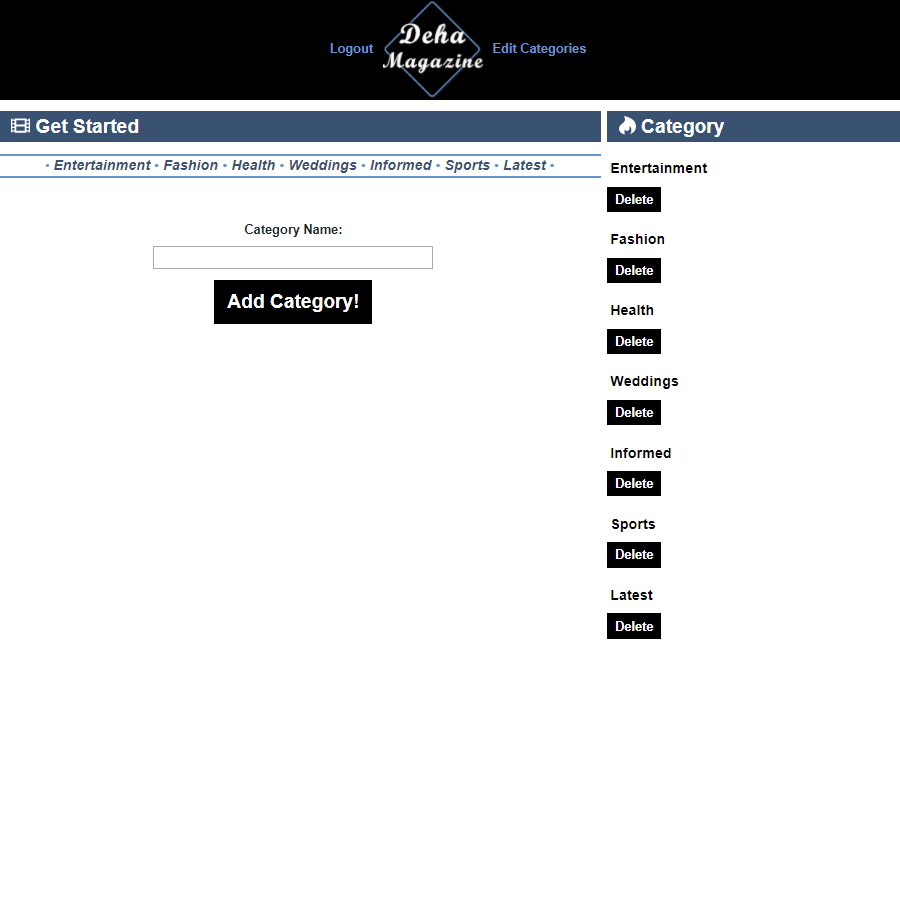 Logout Deha Magazine Edit Categories
Get Started
• Entertainment • Fashion • Health • Weddings • Informed • Sports • Latest •
Category Name:
Add Category!
Category
Entertainment
Delete
Fashion
Delete
Health
Delete
Weddings
Delete
Informed
Delete
Sports
Delete
Latest
Delete